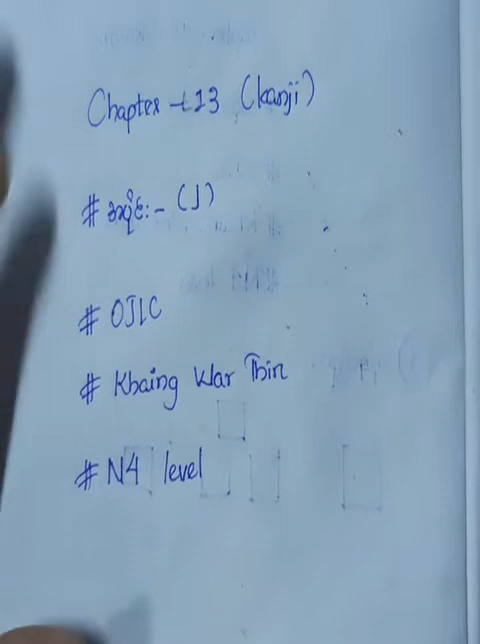 Chapter - 13 (kanji)
# အပိုင်း:- (၂)
# OJLC
# Khaing War Thin
# N4 level